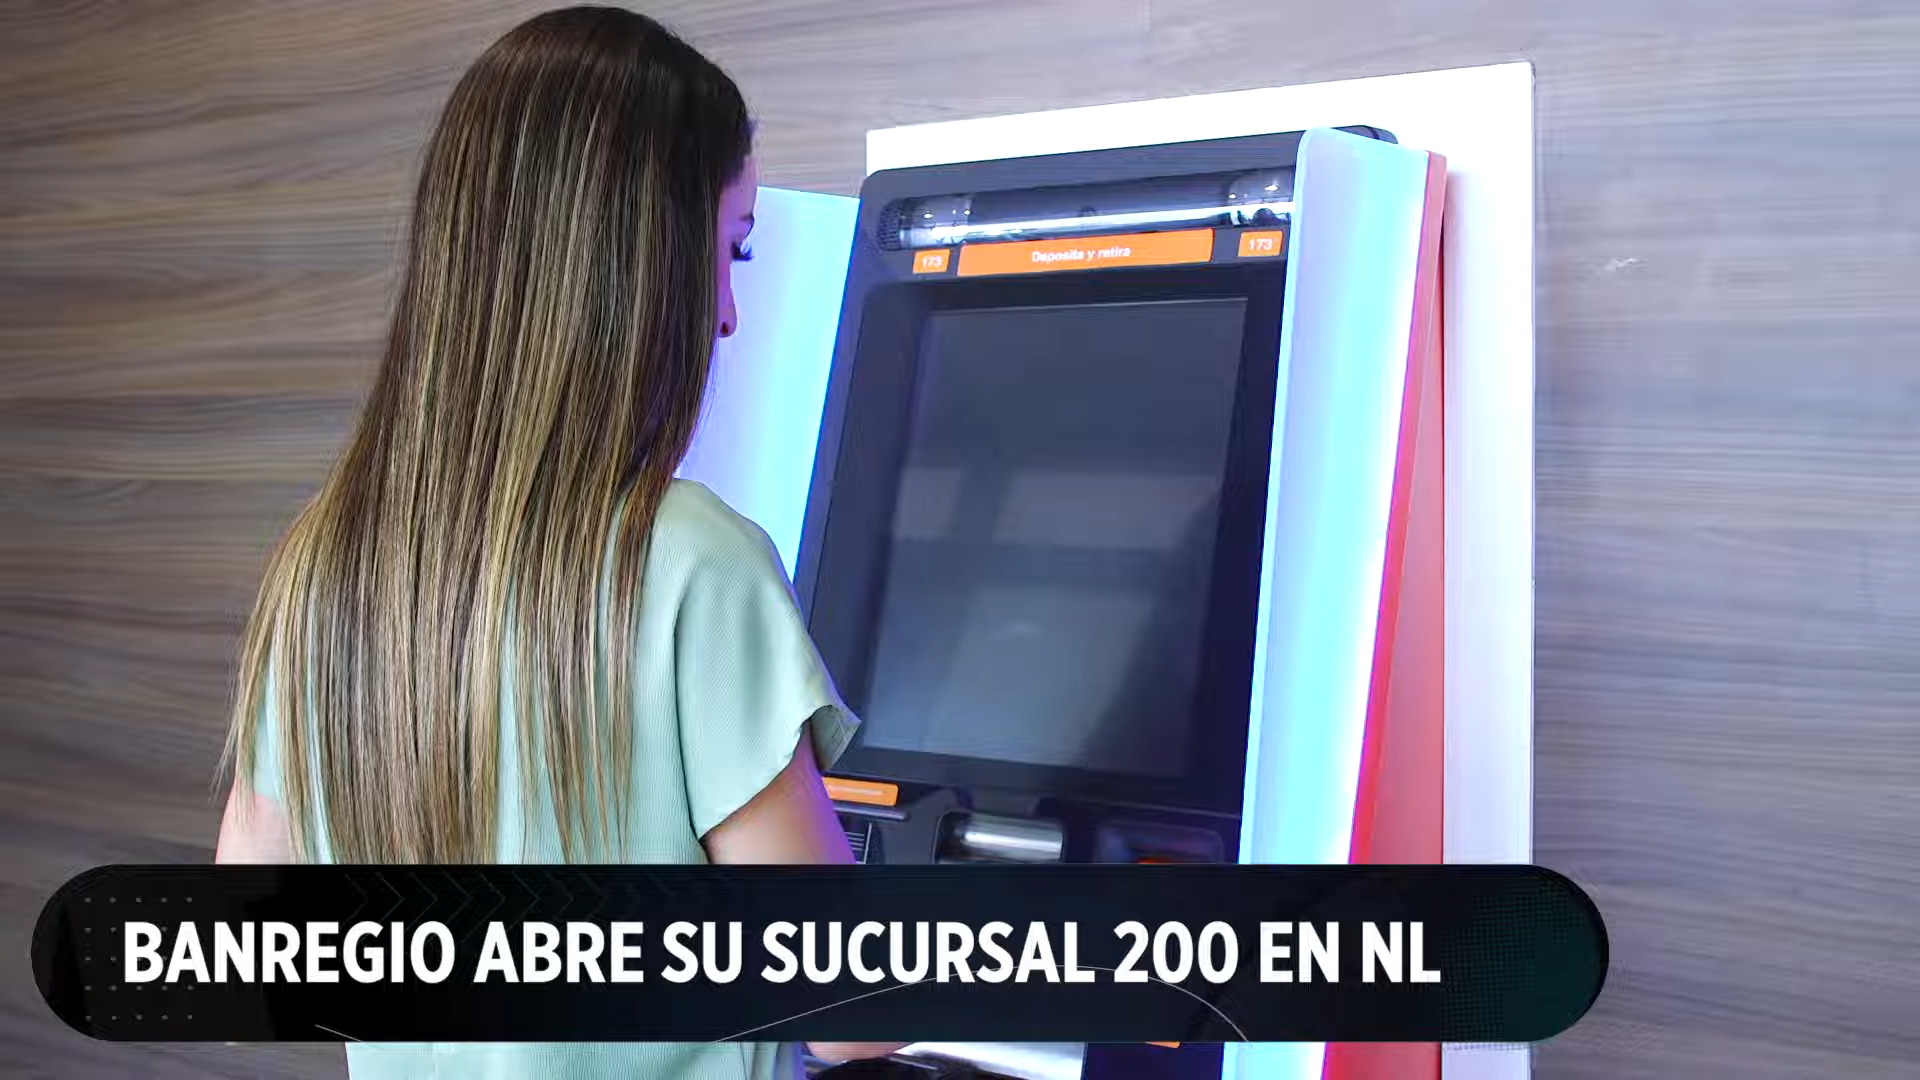 173 Deposita y retira 173
BANREGIO ABRE SU SUCURSAL 200 EN NL